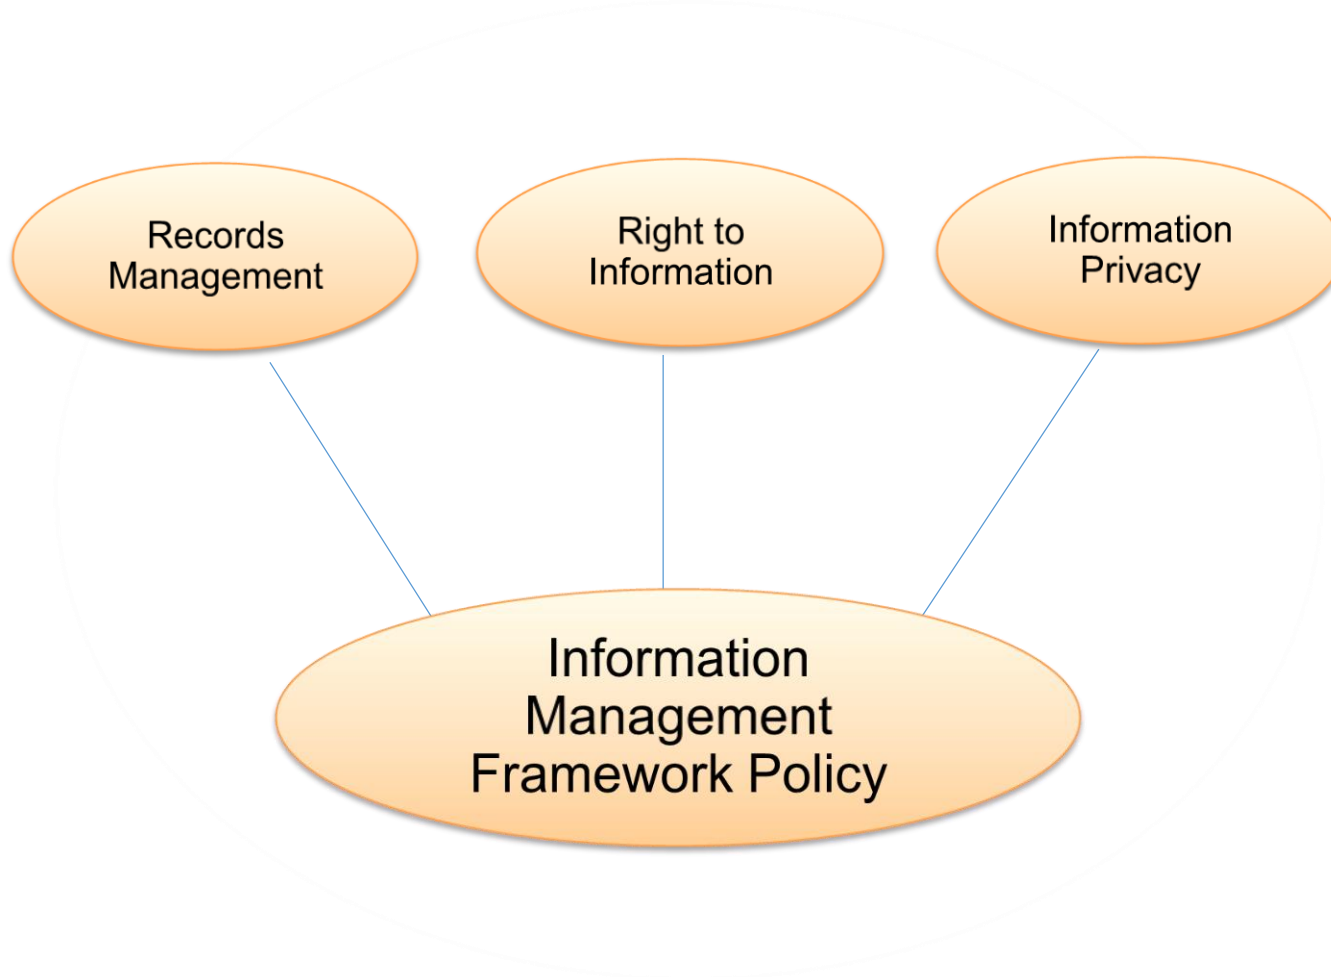 Records
Management
Right to
Information
Information
Privacy
Information
Management
Framework Policy